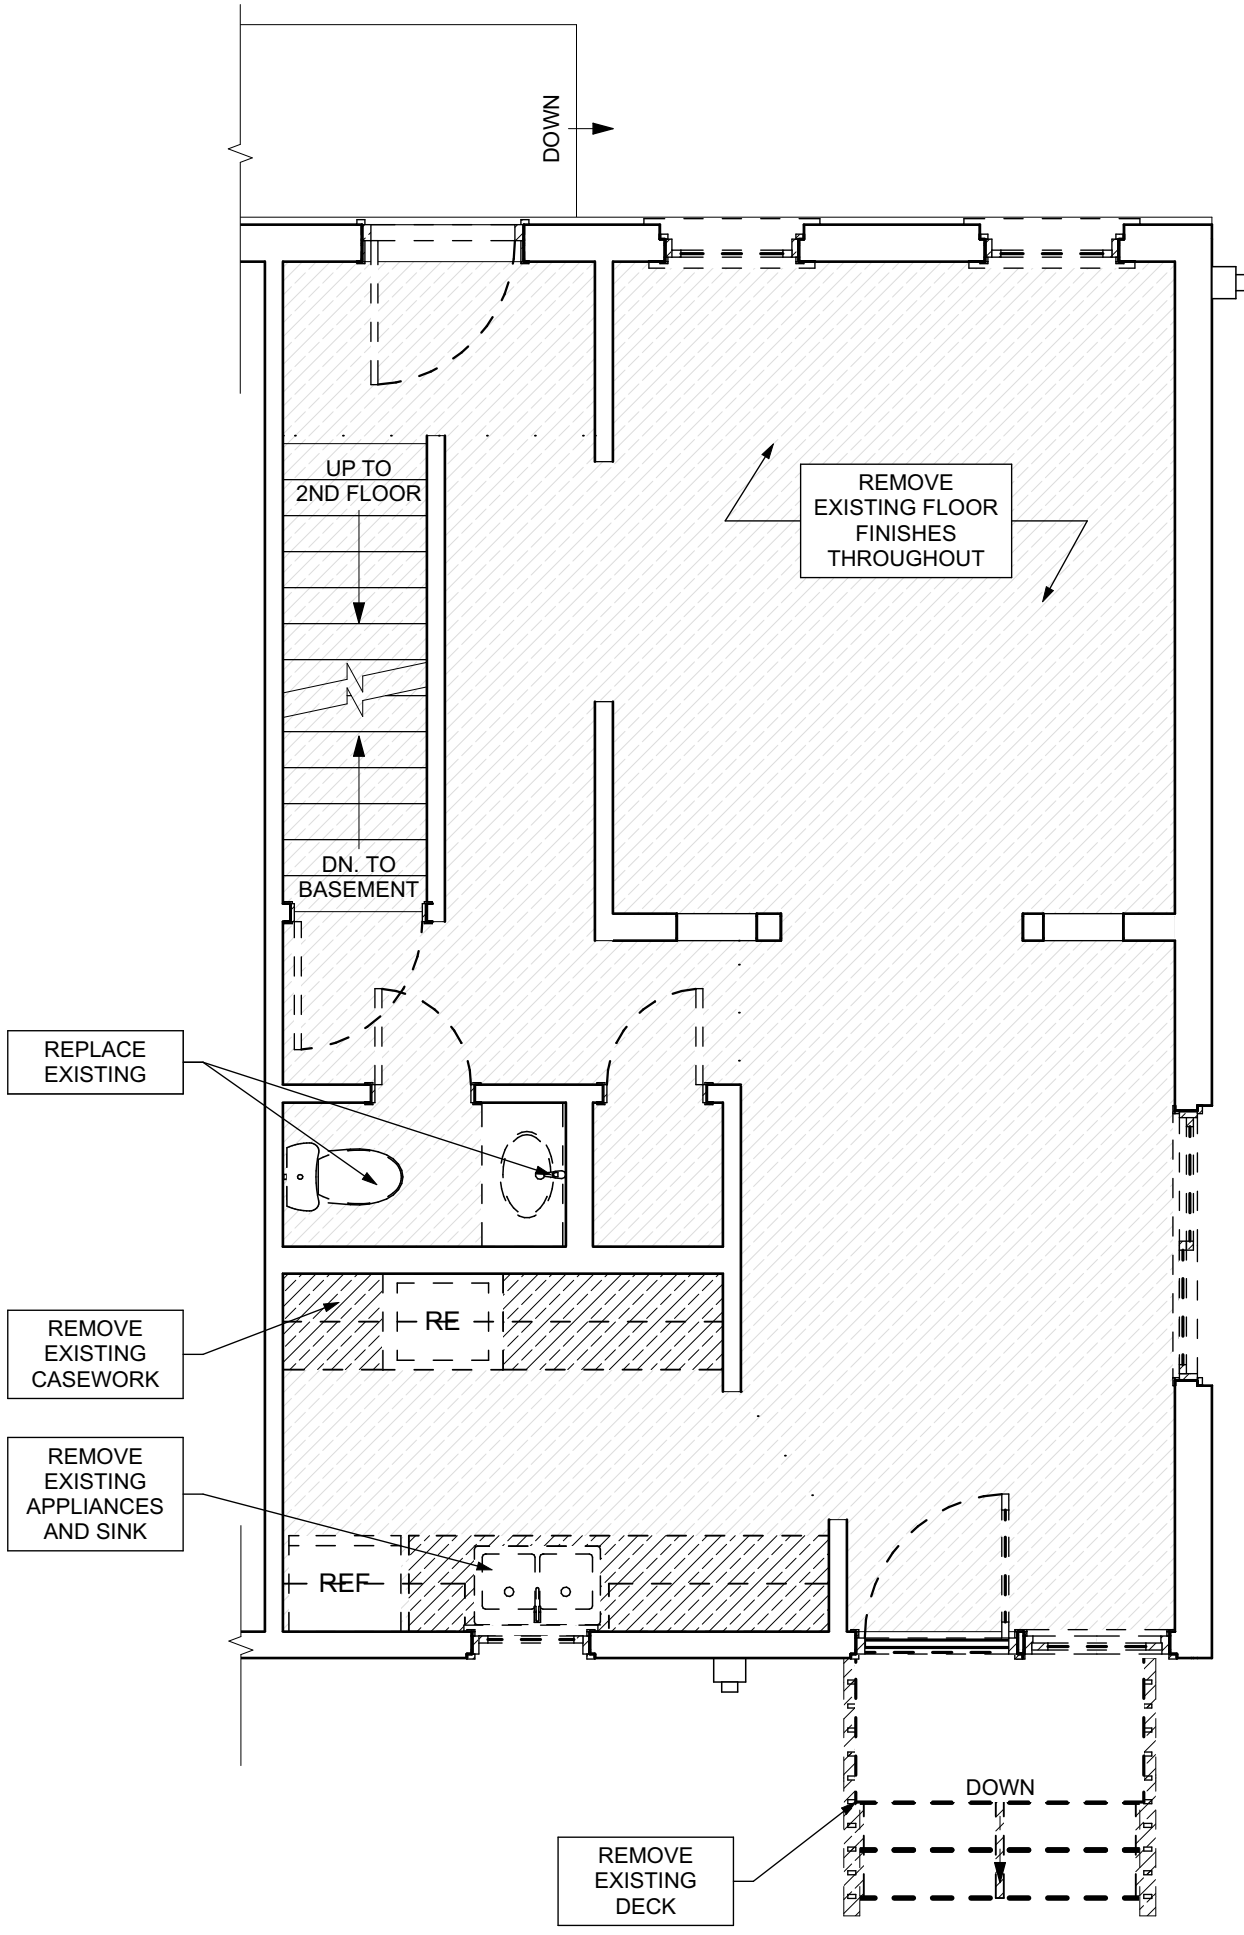 DOWN
UP TO
2ND FLOOR
REMOVE
EXISTING FLOOR
FINISHES
THROUGHOUT
DN. TO
BASEMENT
REPLACE
EXISTING
REMOVE
EXISTING
CASEWORK
RE
REMOVE
EXISTING
APPLIANCES
AND SINK
REF
DOWN
REMOVE
EXISTING
DECK